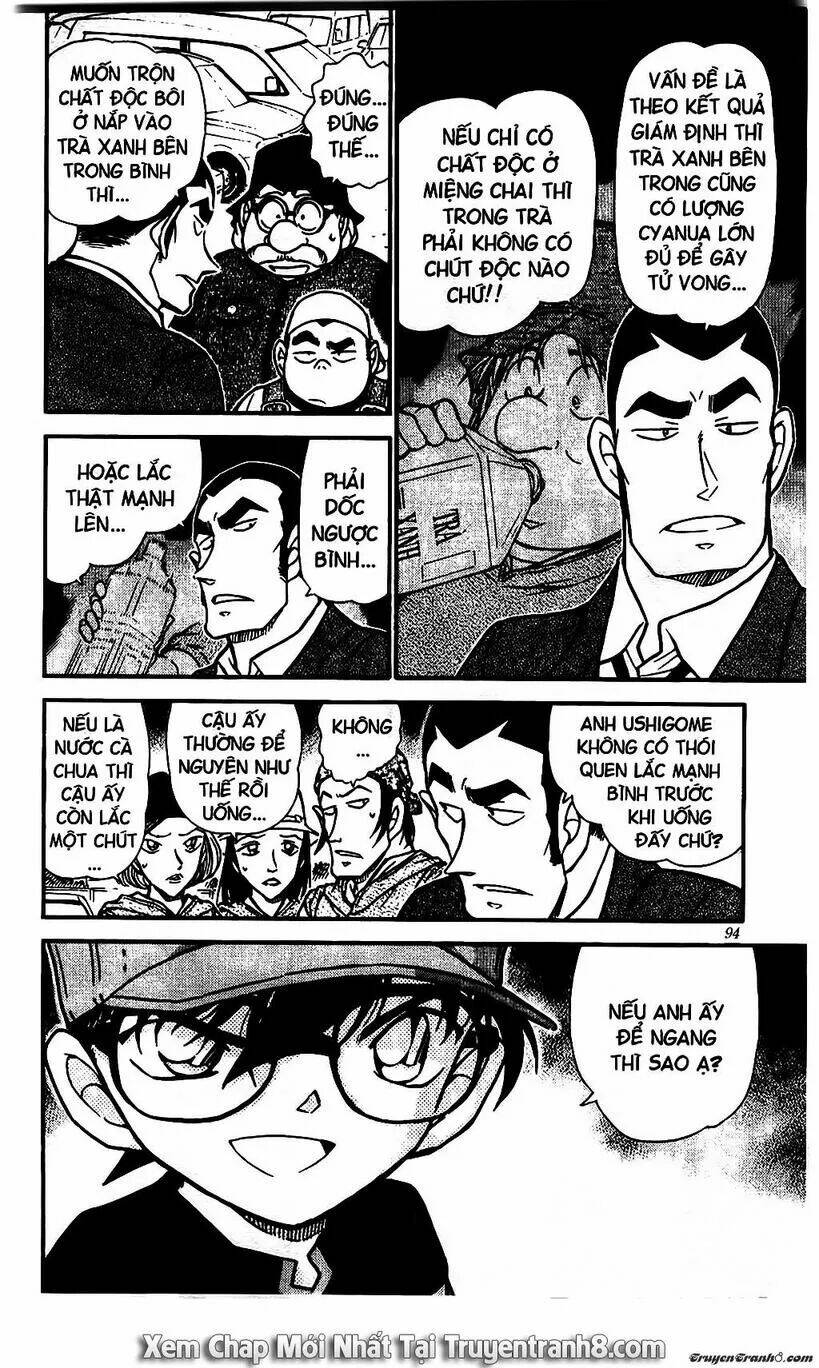 VẤN ĐỀ LÀ
THEO KẾT QUẢ
GIÁM ĐỊNH THÌ
TRÀ XANH BÊN
TRONG CŨNG
CÓ LƯỢNG
CYANUA LỚN
ĐỦ ĐỂ GÂY
TỬ VONG...
NẾU CHỈ CÓ
CHẤT ĐỘC Ở
MIỆNG CHAI THÌ
TRONG TRÀ
PHẢI KHÔNG CÓ
CHÚT ĐỘC NÀO
CHỨ!!
TRÀ
XANH
ĐÚNG...
ĐÚNG
THẾ...
MUỐN TRỘN
CHẤT ĐỘC BÔI
Ở NẮP VÀO
TRÀ XANH BÊN
TRONG BÌNH
THÌ...
PHẢI
DỐC
NGƯỢC
BÌNH...
HOẶC LẮC
THẬT MẠNH
LÊN...
ANH USHIGOME
KHÔNG CÓ THÓI
QUEN LẮC MẠNH
BÌNH TRƯỚC
KHI UỐNG
ĐẤY CHỨ?
KHÔNG
...
CẬU ẤY
THƯỜNG ĐỂ
NGUYÊN NHƯ
THẾ RỒI
UỐNG...
NẾU LÀ
NƯỚC CÀ
CHUA THÌ
CẬU ẤY
CÒN LẮC
MỘT CHÚT
...
94
NẾU ANH ẤY
ĐỂ NGANG
THÌ SAO Ạ?
Xem Chap Mới Nhất Tại Truyentranh8.com
TruyenTranh8.com